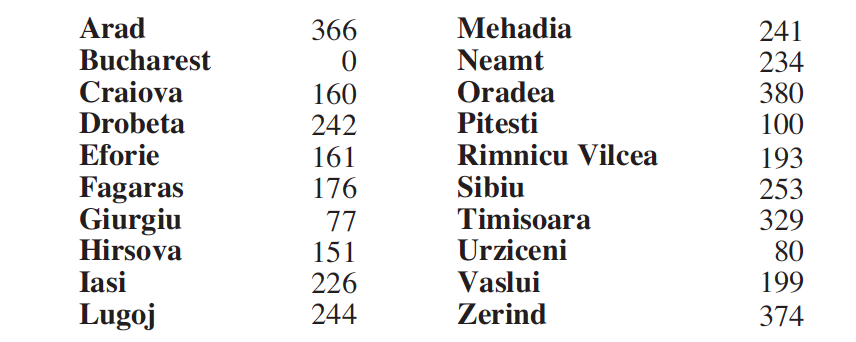 Arad 366 Mehadia 241
Bucharest 0 Neamt 234
Craiova 160 Oradea 380
Drobeta 242 Pitesti 100
Eforie 161 Rimnicu Vilcea 193
Fagaras 176 Sibiu 253
Giurgiu 77 Timisoara 329
Hirsova 151 Urziceni 80
Iasi 226 Vaslui 199
Lugoj 244 Zerind 374